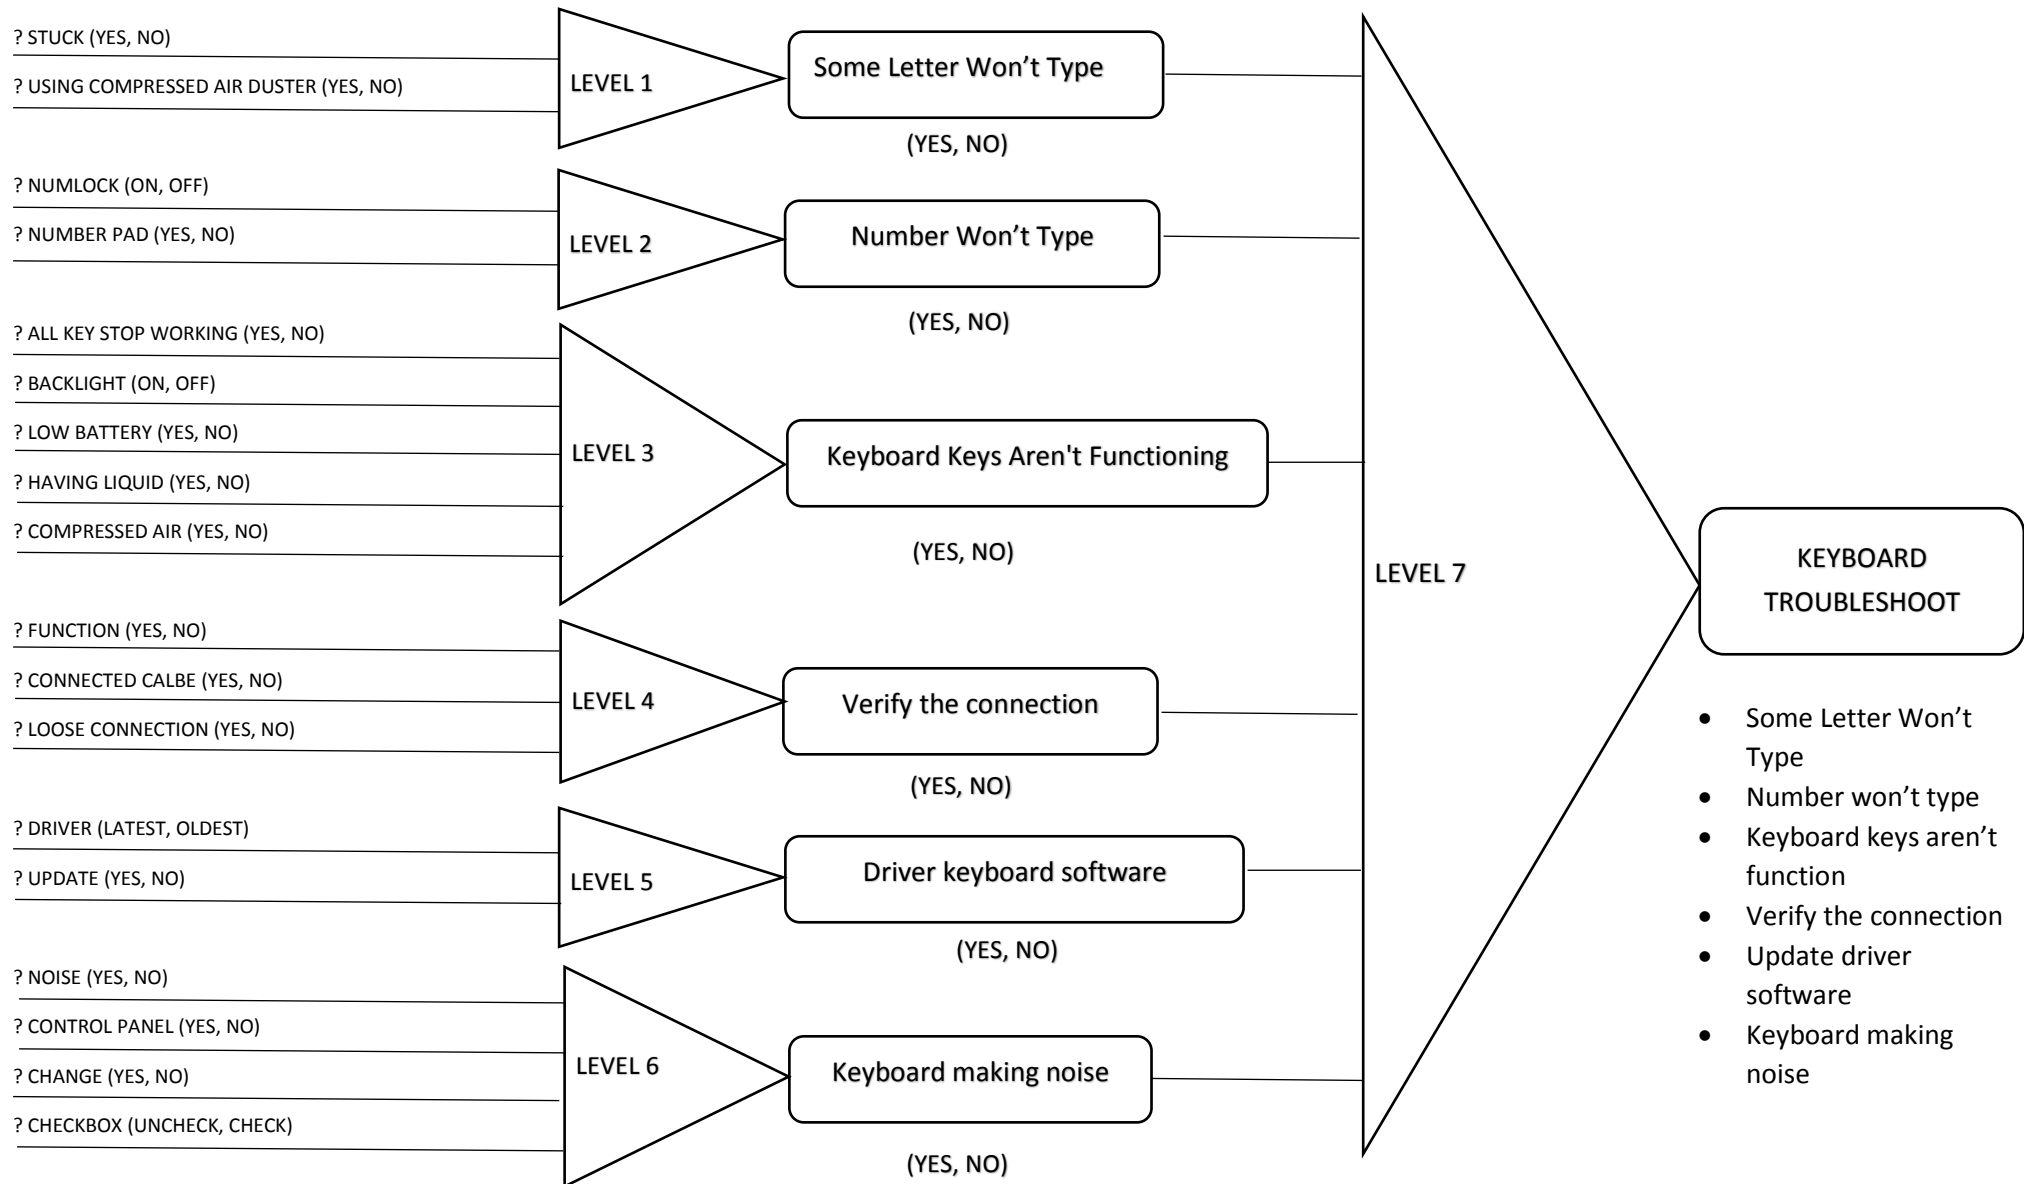 ? STUCK (YES, NO)
? USING COMPRESSED AIR DUSTER (YES, NO)
LEVEL 1
Some Letter Won’t Type
(YES, NO)
? NUMLOCK (ON, OFF)
? NUMBER PAD (YES, NO)
LEVEL 2
Number Won’t Type
(YES, NO)
? ALL KEY STOP WORKING (YES, NO)
? BACKLIGHT (ON, OFF)
? LOW BATTERY (YES, NO)
? HAVING LIQUID (YES, NO)
? COMPRESSED AIR (YES, NO)
LEVEL 3
Keyboard Keys Aren't Functioning
(YES, NO)
? FUNCTION (YES, NO)
? CONNECTED CALBE (YES, NO)
? LOOSE CONNECTION (YES, NO)
LEVEL 4
Verify the connection
(YES, NO)
? DRIVER (LATEST, OLDEST)
? UPDATE (YES, NO)
LEVEL 5
Driver keyboard software
(YES, NO)
? NOISE (YES, NO)
? CONTROL PANEL (YES, NO)
? CHANGE (YES, NO)
? CHECKBOX (UNCHECK, CHECK)
LEVEL 6
Keyboard making noise
(YES, NO)
LEVEL 7
KEYBOARD
TROUBLESHOOT
• Some Letter Won’t
Type
• Number won’t type
• Keyboard keys aren’t
function
• Verify the connection
• Update driver
software
• Keyboard making
noise